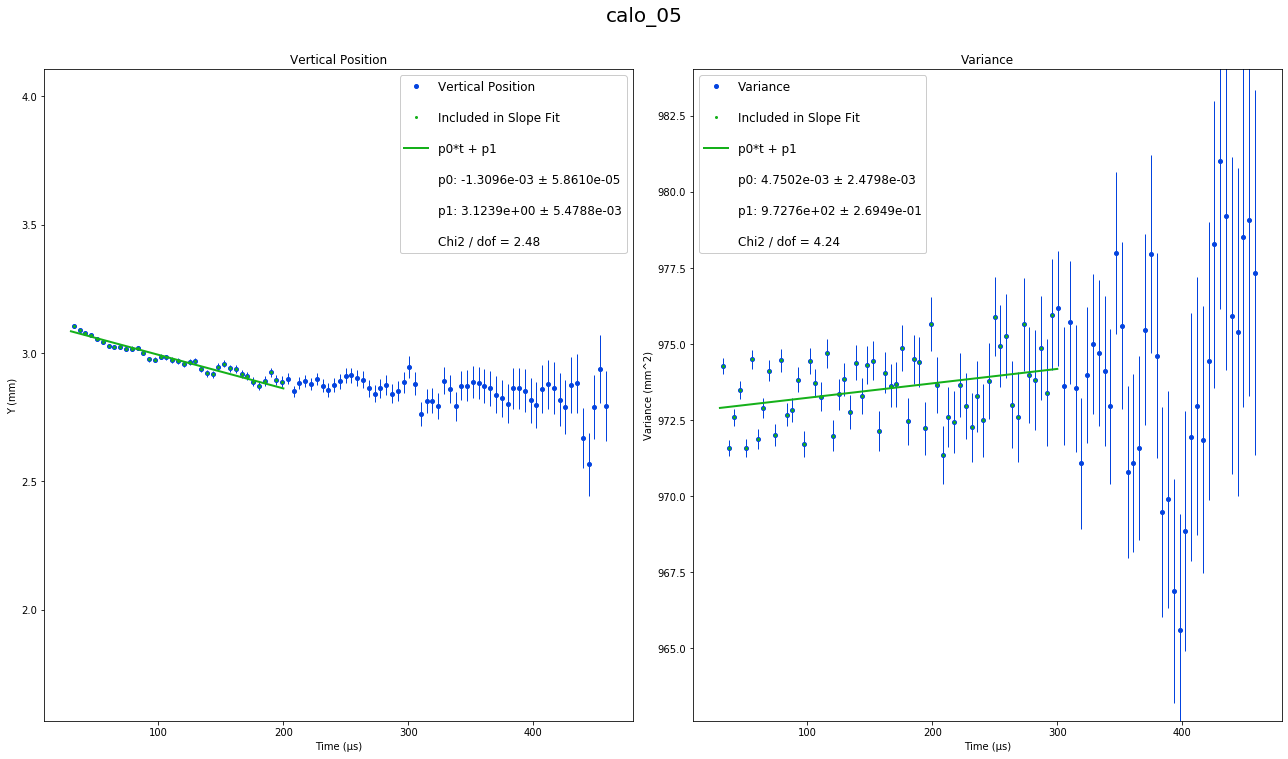 calo_05
Vertical Position
Vertical Position
Included in Slope Fit
p0*t + p1
p0: -1.3096e-03 ± 5.8610e-05
p1: 3.1239e+00 ± 5.4788e-03
Chi2 / dof = 2.48
4.0
3.5
3.0
2.5
2.0
Y (mm)
100
200
300
400
Time (μs)
Variance
Variance
Included in Slope Fit
p0*t + p1
p0: 4.7502e-03 ± 2.4798e-03
p1: 9.7276e+02 ± 2.6949e-01
Chi2 / dof = 4.24
982.5
980.0
977.5
975.0
972.5
970.0
967.5
965.0
Variance (mm^2)
100
200
300
400
Time (μs)